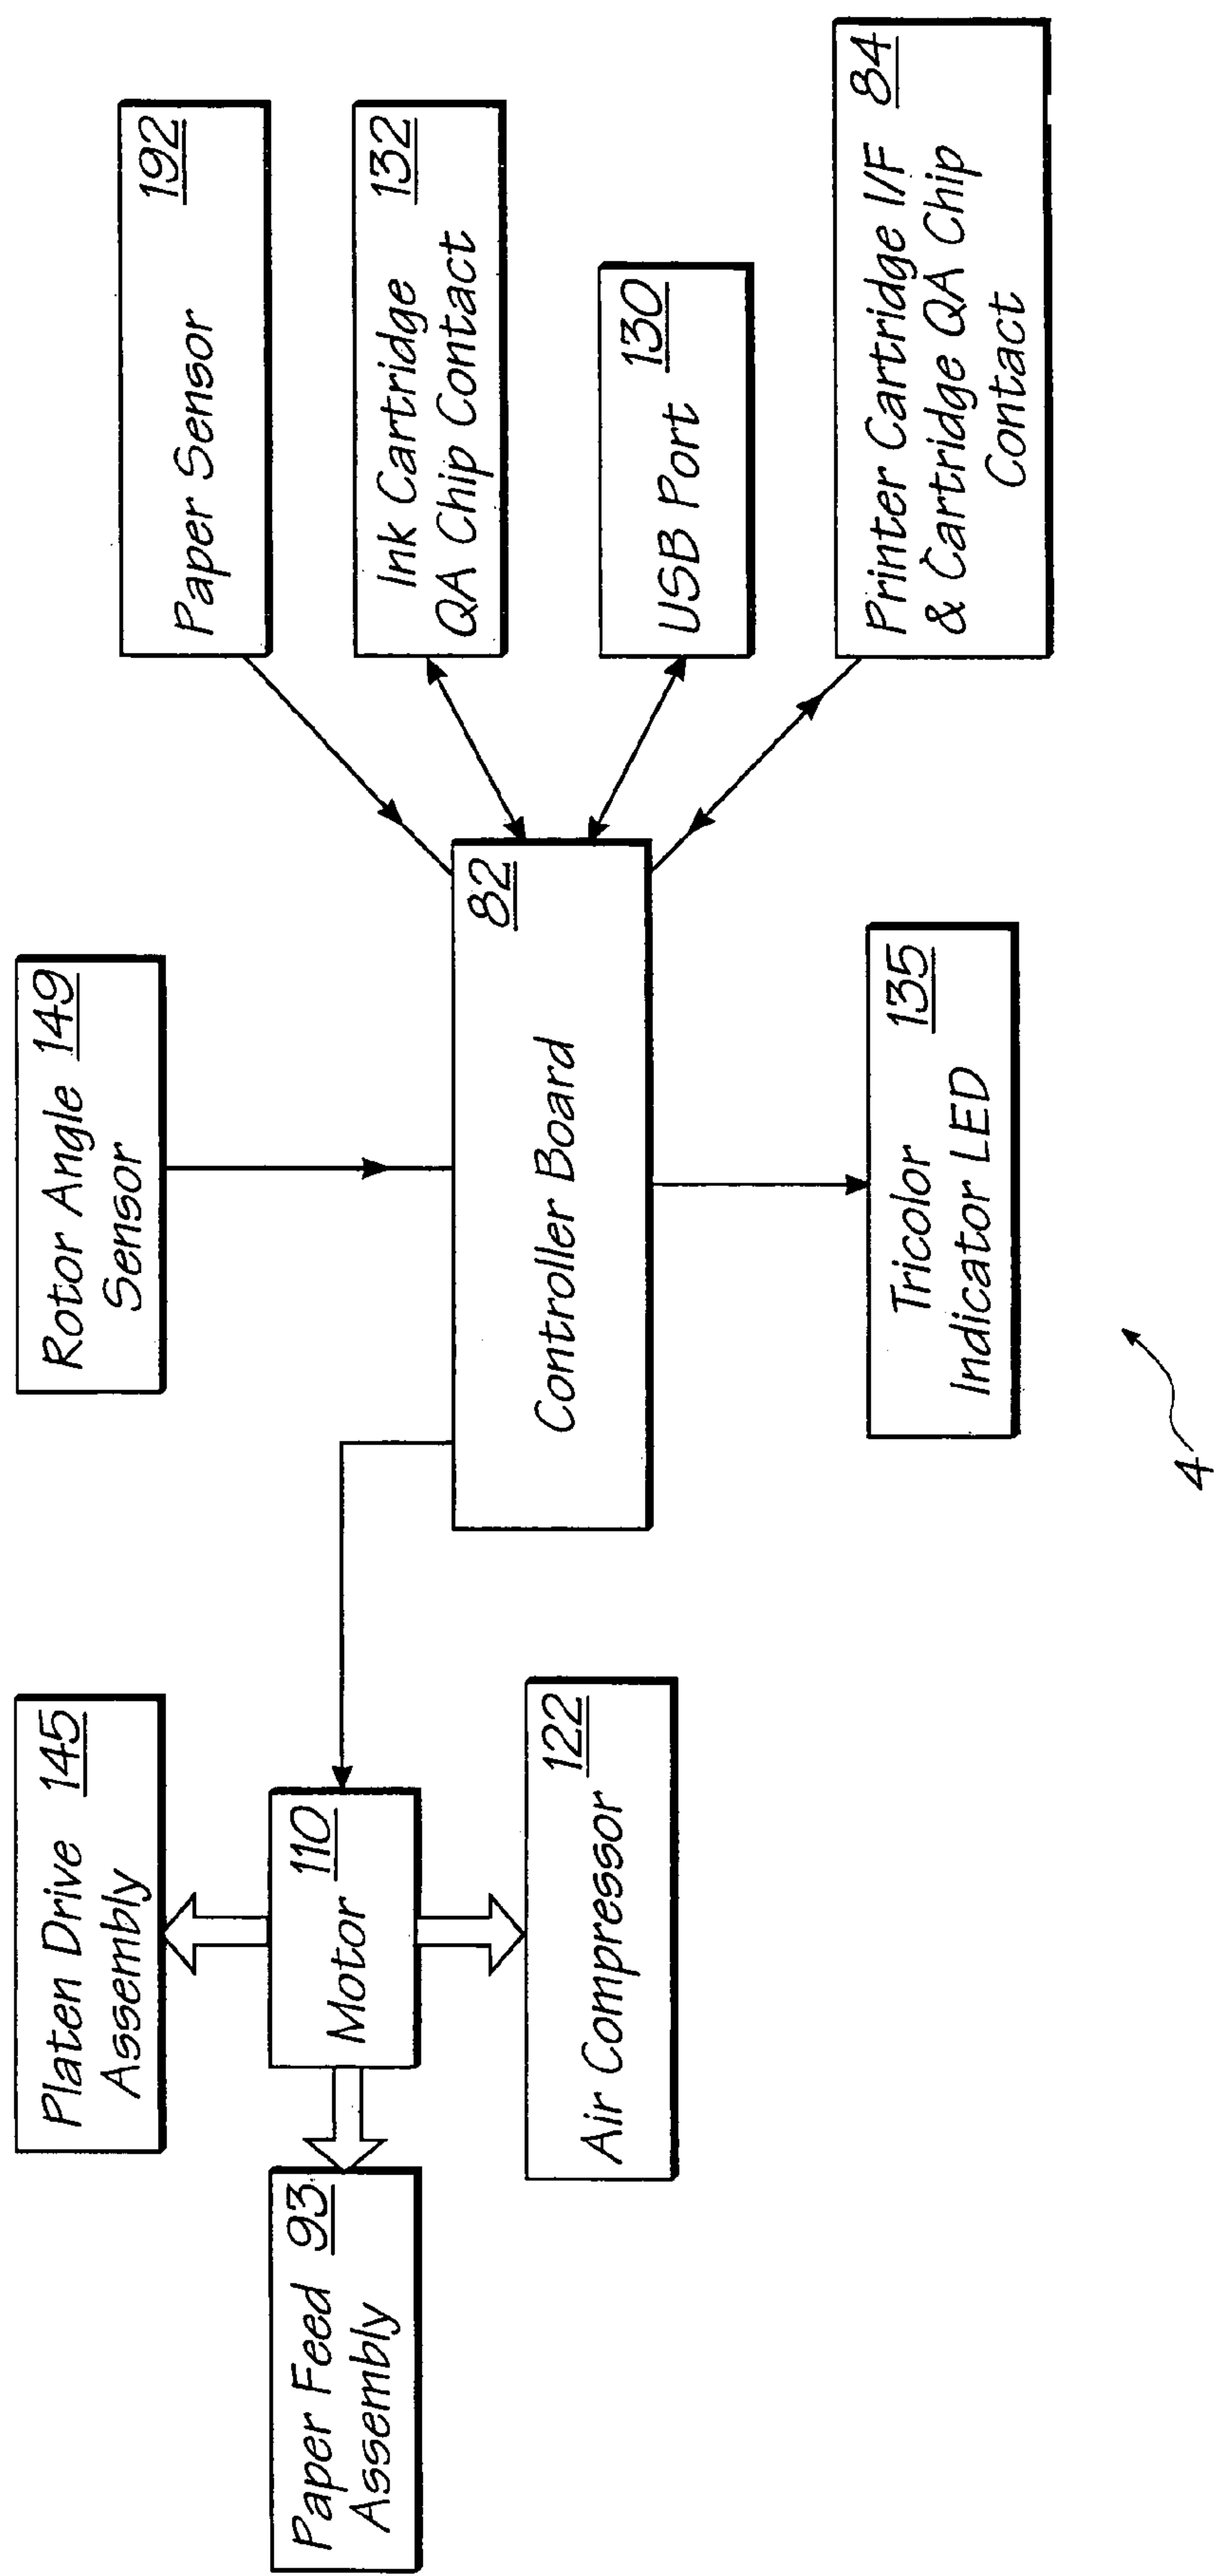 Platen Drive 145
Assembly
Rotor Angle 149
Sensor
192
Paper Sensor
Paper Feed 93
Assembly
110
Motor
Ink Cartridge 132
QA Chip Contact
82
Controller Board
122
Air Compressor
130
USB Port
Tricolor 135
Indicator LED
Printer Cartridge I/F 84
& Cartridge QA Chip
Contact
4